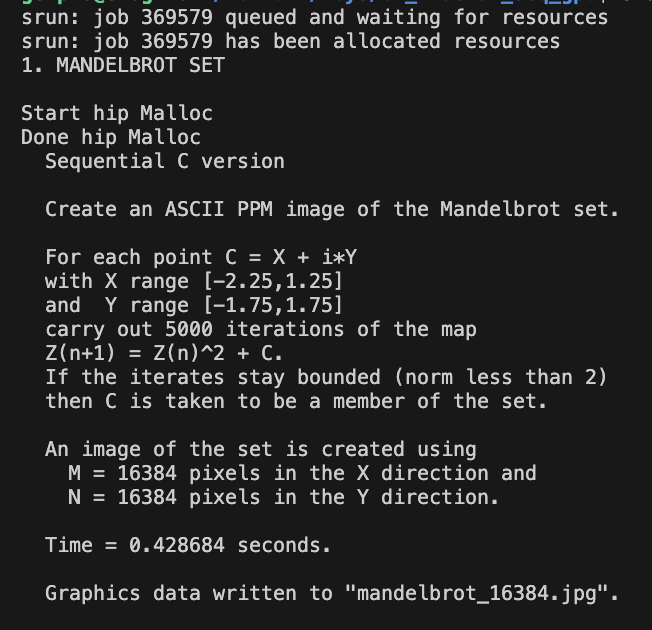 srun: job 369579 queued and waiting for resources
srun: job 369579 has been allocated resources
1. MANDELBROT SET
Start hip Malloc
Done hip Malloc
Sequential C version
Create an ASCII PPM image of the Mandelbrot set.
For each point C = X + i*Y
with X range [-2.25,1.25]
and  Y range [-1.75,1.75]
carry out 5000 iterations of the map
Z(n+1) = Z(n)^2 + C.
If the iterates stay bounded (norm less than 2)
then C is taken to be a member of the set.
An image of the set is created using
M = 16384 pixels in the X direction and
N = 16384 pixels in the Y direction.
Time = 0.428684 seconds.
Graphics data written to "mandelbrot_16384.jpg".